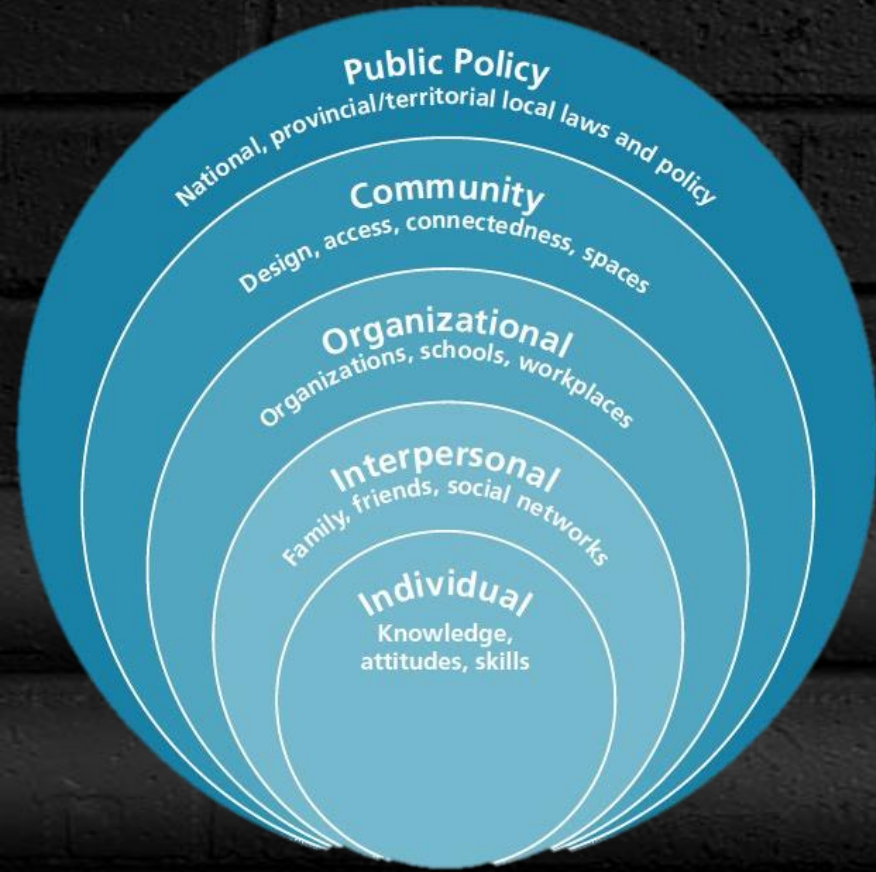 Public Policy
National, provincial/territorial local laws and policy
Community
Design, access, connectedness, spaces
Organizational
Organizations, schools, workplaces
Interpersonal
Family, friends, social networks
Individual
Knowledge,
attitudes, skills